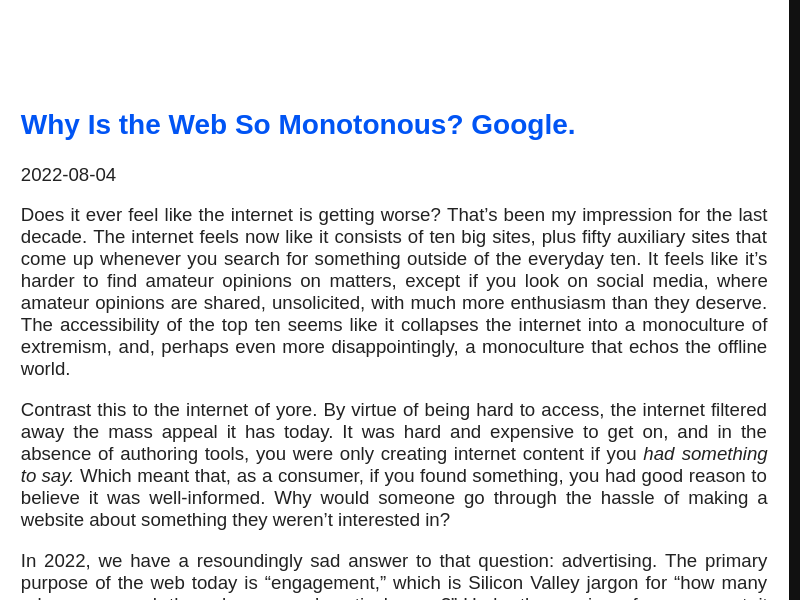 Why Is the Web So Monotonous? Google.
2022-08-04
Does it ever feel like the internet is getting worse? That’s been my impression for the last
decade. The internet feels now like it consists of ten big sites, plus fifty auxiliary sites that
come up whenever you search for something outside of the everyday ten. It feels like it’s
harder to find amateur opinions on matters, except if you look on social media, where
amateur opinions are shared, unsolicited, with much more enthusiasm than they deserve.
The accessibility of the top ten seems like it collapses the internet into a monoculture of
extremism, and, perhaps even more disappointingly, a monoculture that echos the offline
world.
Contrast this to the internet of yore. By virtue of being hard to access, the internet filtered
away the mass appeal it has today. It was hard and expensive to get on, and in the
absence of authoring tools, you were only creating internet content if you had something
to say. Which meant that, as a consumer, if you found something, you had good reason to
believe it was well-informed. Why would someone go through the hassle of making a
website about something they weren’t interested in?
In 2022, we have a resoundingly sad answer to that question: advertising. The primary
purpose of the web today is “engagement,” which is Silicon Valley jargon for “how many